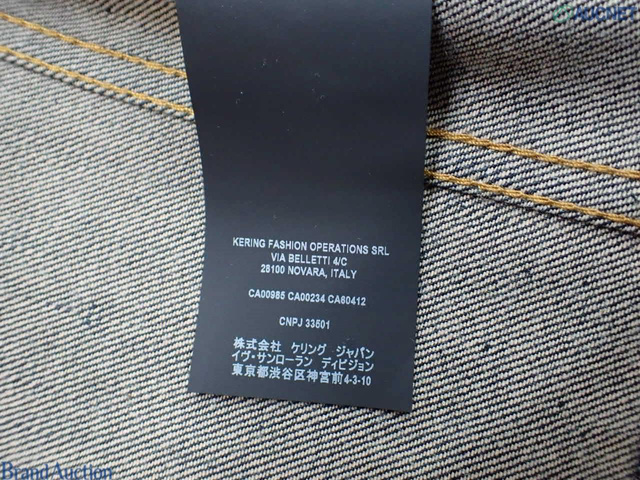 AUCNET
KERING FASHION OPERATIONS SRL
VIA BELLETTI 4/C
28100 NOVARA, ITALY
CA00985 CA00234 CA60412
CNPJ 33501
株式会社 ケリング ジャパン
イヴ・サンローラン ディビジョン
東京都渋谷区神宮前4-3-10
Brand Auction